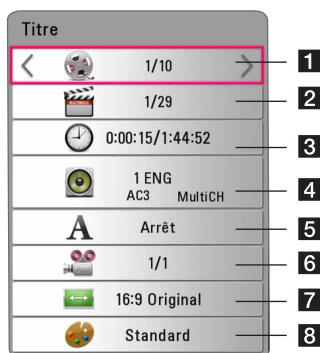 Titre
1/10 1
MULTIMEDIA
1/29 2
0:00:15/1:44:52 3
1 ENG
AC3 MultiCH 4
A Arrêt 5
1/1 6
16:9 Original 7
Standard 8